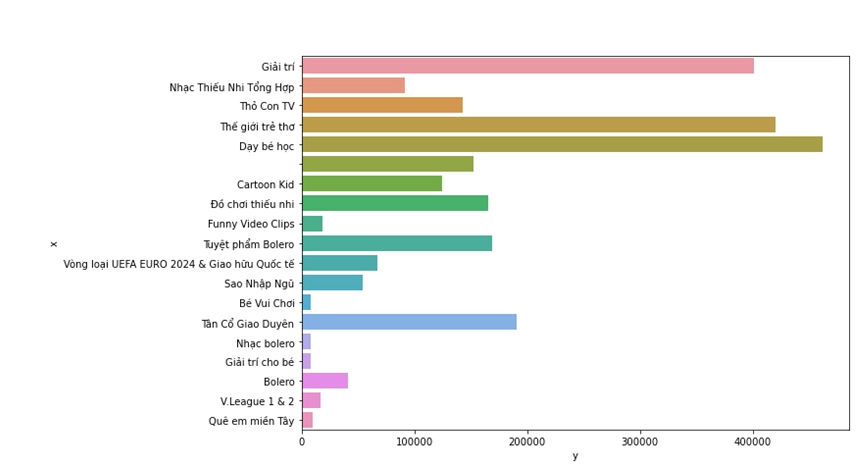 Giải trí
Nhạc Thiếu Nhi Tổng Hợp
Thỏ Con TV
Thế giới trẻ thơ
Dạy bé học
Cartoon Kid
Đồ chơi thiếu nhi
Funny Video Clips
Tuyệt phẩm Bolero
Vòng loại UEFA EURO 2024 & Giao hữu Quốc tế
Sao Nhập Ngũ
Bé Vui Chơi
Tân Cổ Giao Duyên
Nhạc bolero
Giải trí cho bé
Bolero
V.League 1 & 2
Quê em miền Tây
x
0 100000 200000 300000 400000
y